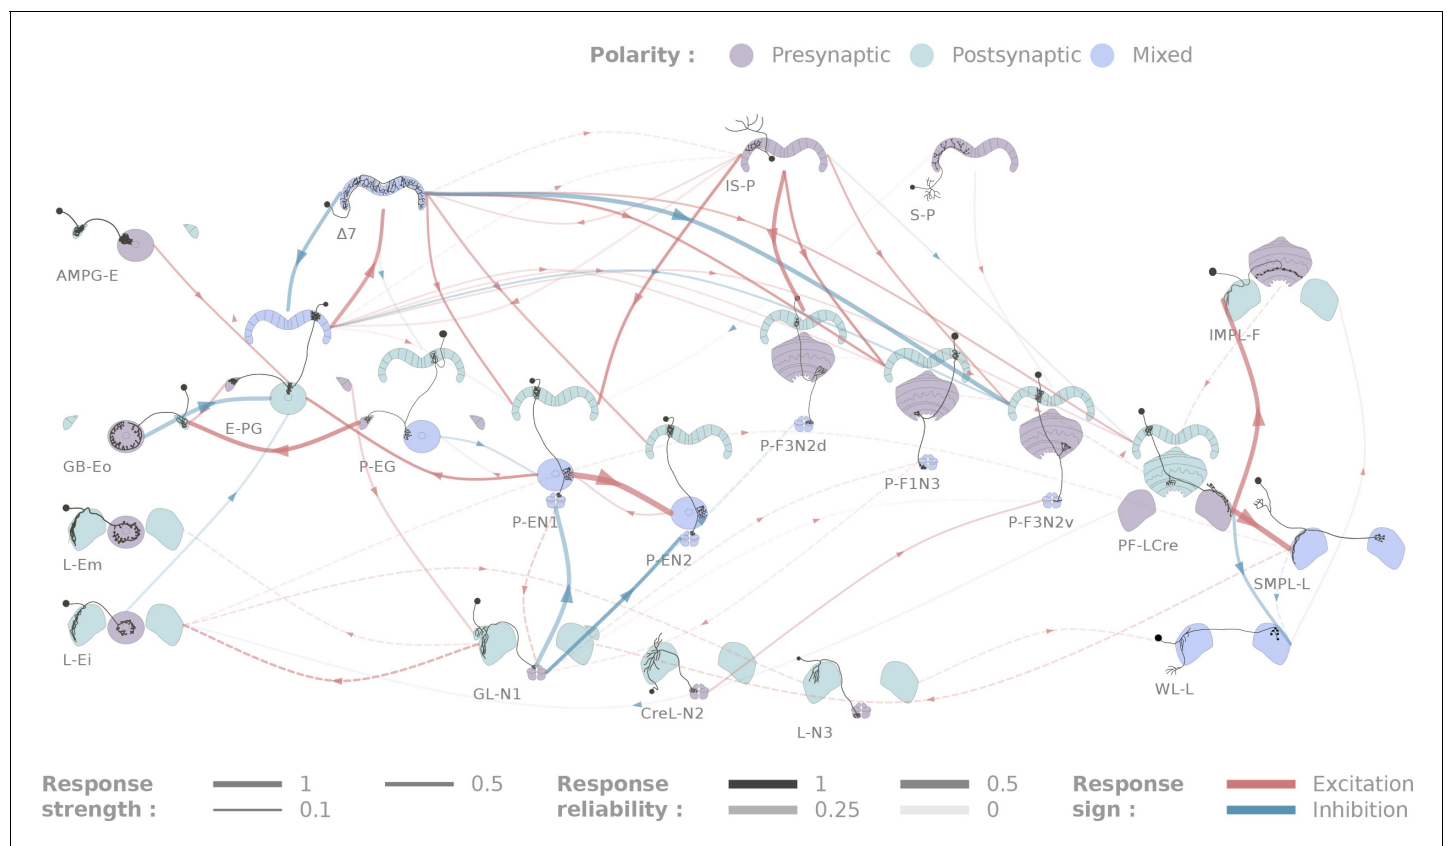 Polarity : Presynaptic Postsynaptic Mixed
IS-P
S-P
Δ7
AMPG-E
IMPL-F
E-PG
P-F3N2d
GB-Eo
P-EG
P-F1N3
P-EN1
P-F3N2v
PF-LCre
P-EN2
L-Em
SMPL-L
L-Ei
GL-N1
WL-L
CreL-N2
L-N3
Response strength : 1 0.5 0.1
Response reliability : 1 0.5 0.25 0
Response sign : Excitation Inhibition